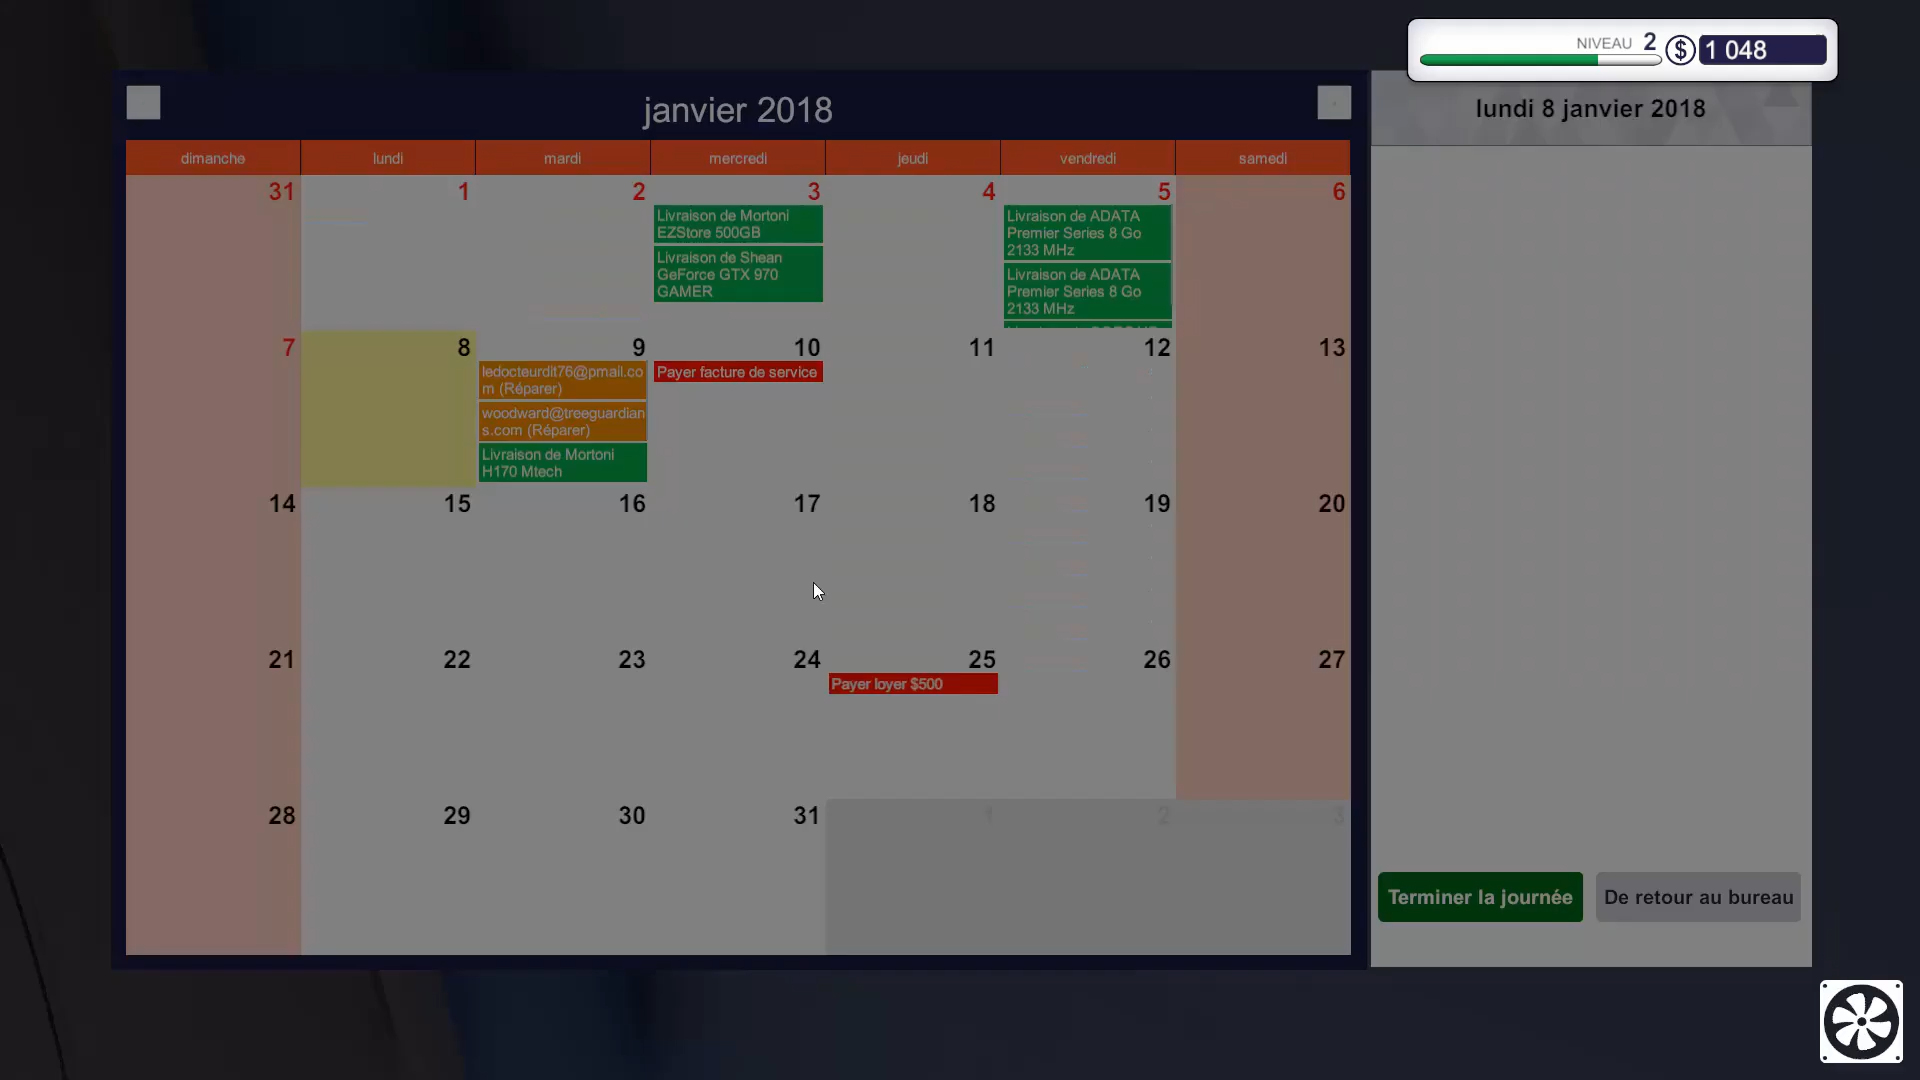 NIVEAU 2
$ 1 048
janvier 2018
lundi 8 janvier 2018
dimanche lundi mardi mercredi jeudi vendredi samedi
31 1 2 3 4 5 6
Livraison de Mortoni
EZStore 500GB
Livraison de Shean
GeForce GTX 970
GAMER
Livraison de ADATA
Premier Series 8 Go
2133 MHz
Livraison de ADATA
Premier Series 8 Go
2133 MHz
7 8 9 10 11 12 13
ledocteurdit76@pmail.co
m (Réparer)
woodward@treeguardian
s.com (Réparer)
Livraison de Mortoni
H170 Mtech
Payer facture de service
14 15 16 17 18 19 20
21 22 23 24 25 26 27
Payer loyer $500
28 29 30 31 1 2 3
Terminer la journée
De retour au bureau